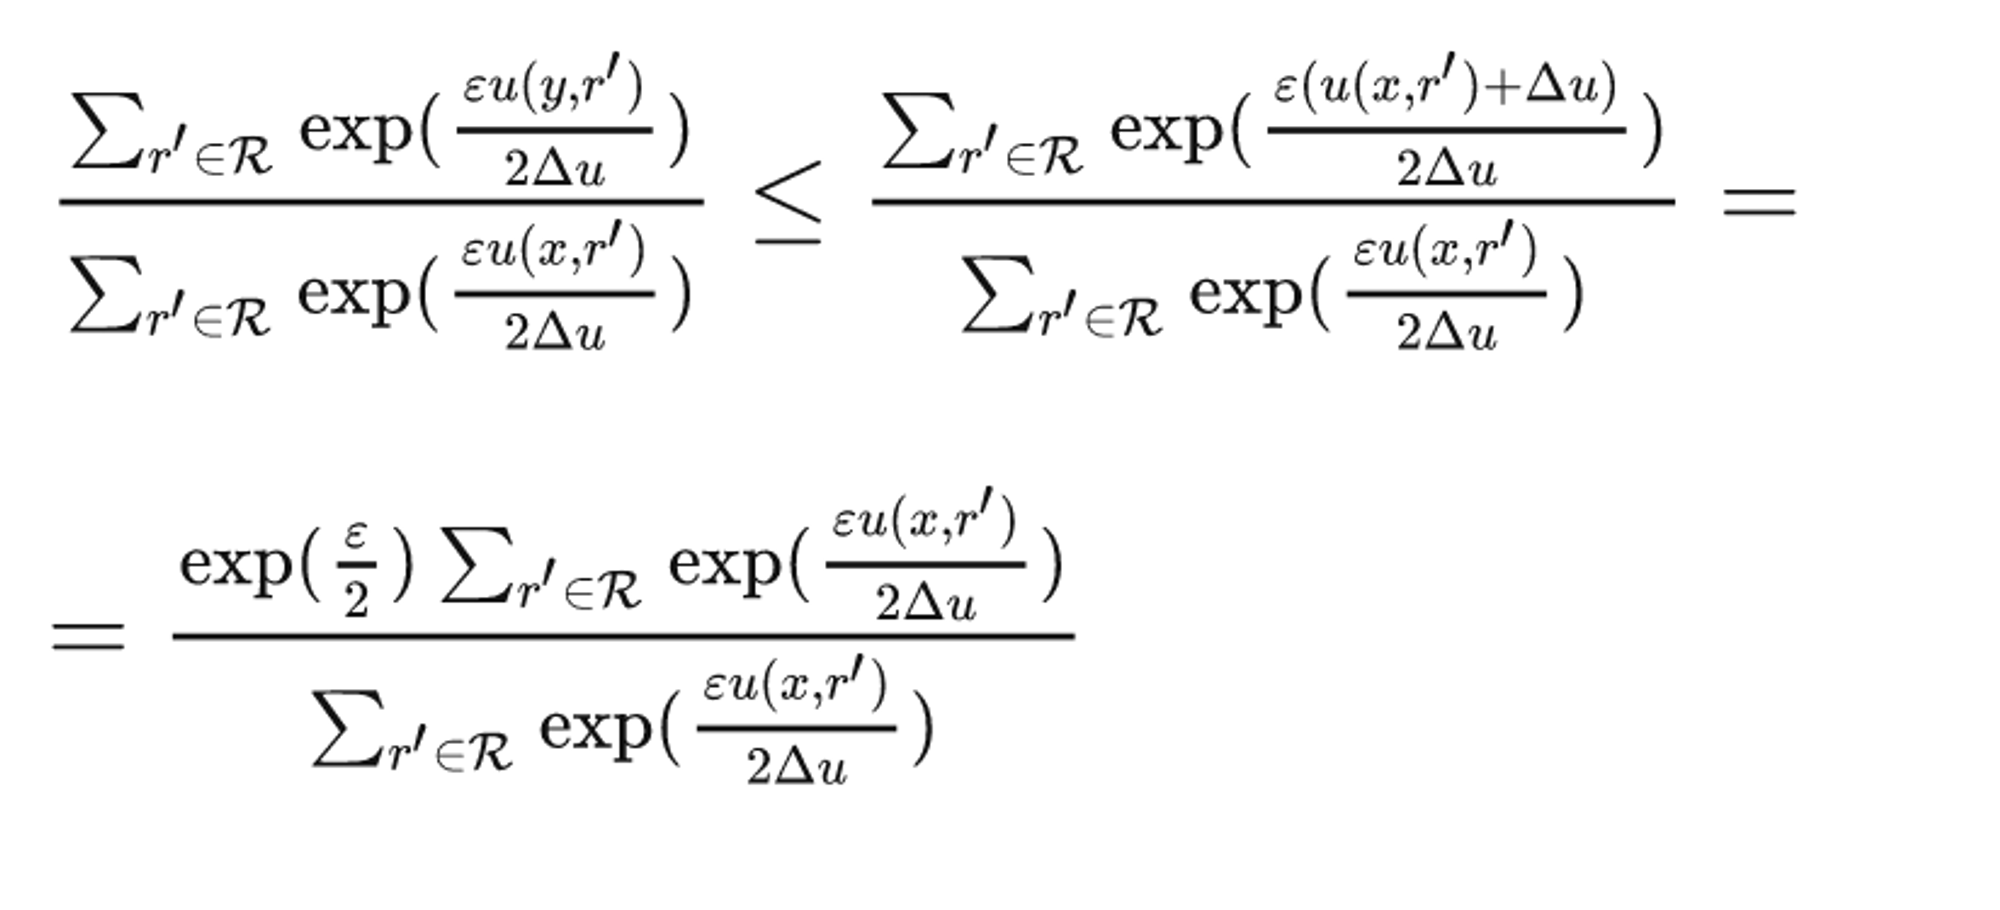 \frac{\sum_{r' \in \mathcal{R}} \exp(\frac{\varepsilon u(y,r')}{2\Delta u})}{\sum_{r' \in \mathcal{R}} \exp(\frac{\varepsilon u(x,r')}{2\Delta u})} \leq \frac{\sum_{r' \in \mathcal{R}} \exp(\frac{\varepsilon (u(x,r')+\Delta u)}{2\Delta u})}{\sum_{r' \in \mathcal{R}} \exp(\frac{\varepsilon u(x,r')}{2\Delta u})} =
= \frac{\exp(\frac{\varepsilon}{2}) \sum_{r' \in \mathcal{R}} \exp(\frac{\varepsilon u(x,r')}{2\Delta u})}{\sum_{r' \in \mathcal{R}} \exp(\frac{\varepsilon u(x,r')}{2\Delta u})}